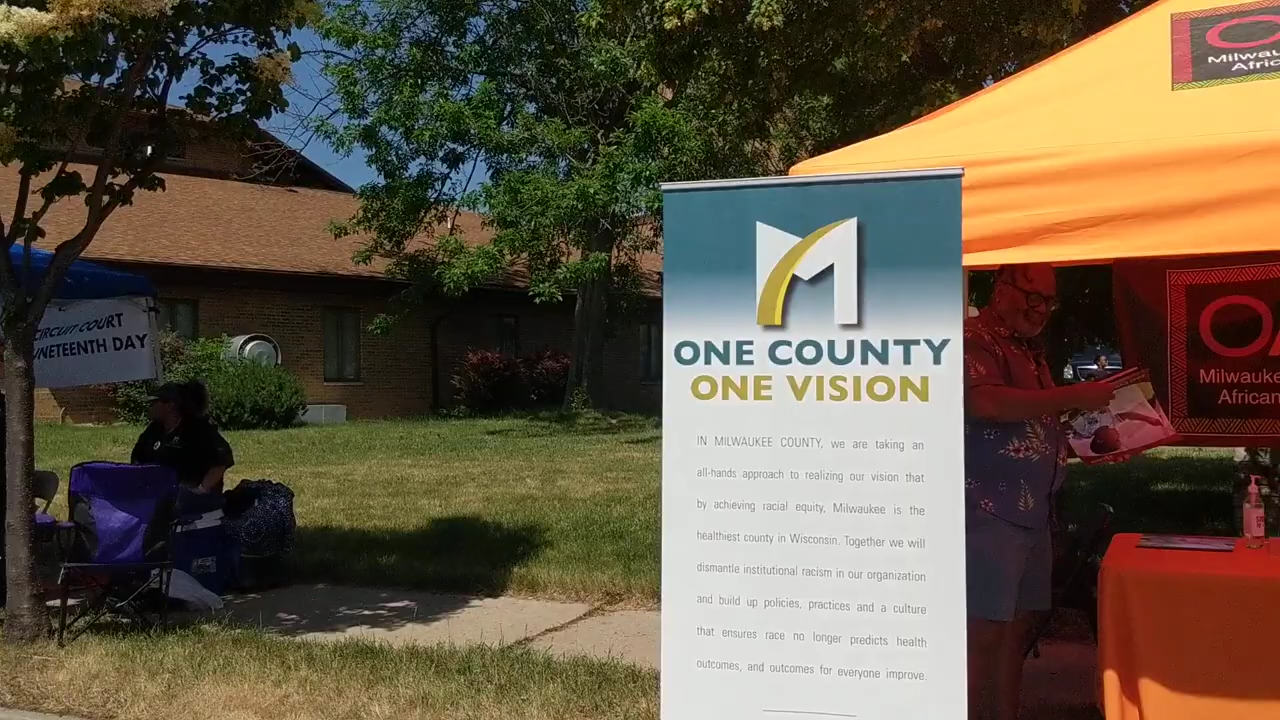 CIRCUIT COURT
JUNETEENTH DAY
M
ONE COUNTY
ONE VISION
IN MILWAUKEE COUNTY, we are taking an
all-hands approach to realizing our vision that
by achieving racial equity, Milwaukee is the
healthiest county in Wisconsin. Together we will
dismantle institutional racism in our organization
and build up policies, practices and a culture
that ensures race no longer predicts health
outcomes, and outcomes for everyone improve.
Milwau
Afric
Milwauke
African